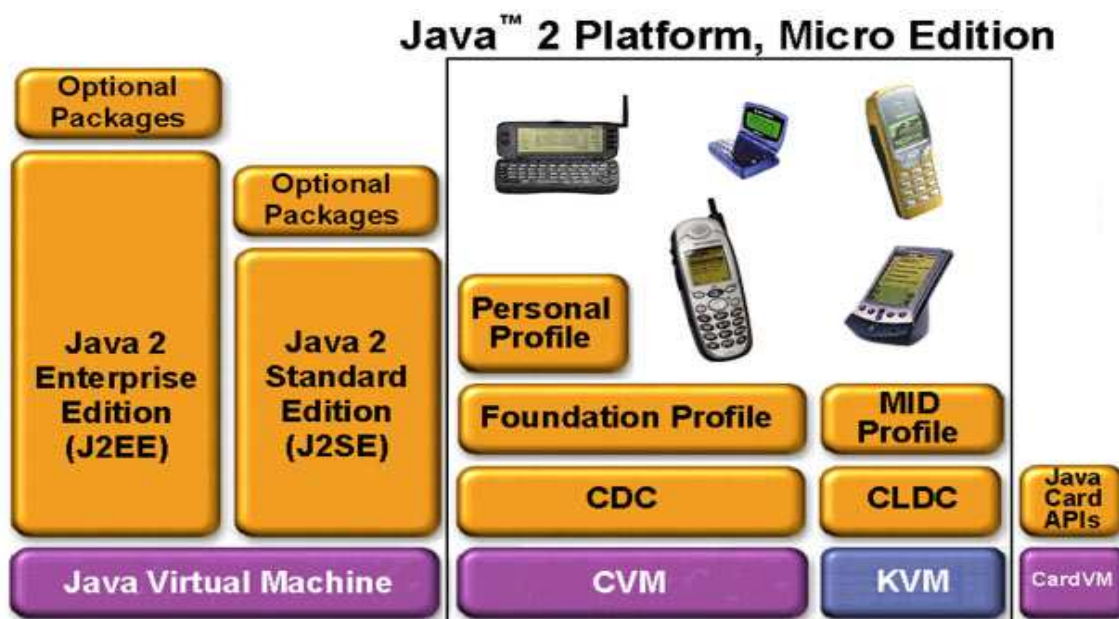 Java™ 2 Platform, Micro Edition
Optional
Packages
Optional
Packages
Java 2
Enterprise
Edition
(J2EE)
Java 2
Standard
Edition
(J2SE)
Personal
Profile
Foundation Profile
MID
Profile
CDC
CLDC
Java
Card
APIs
Java Virtual Machine
CVM
KVM
CardVM